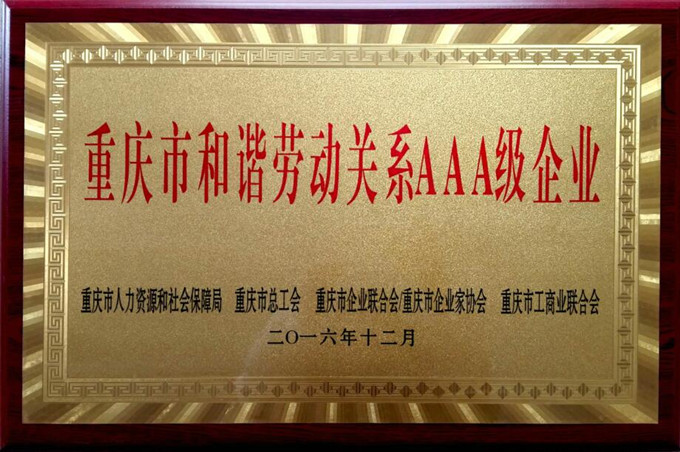 重庆市和谐劳动关系AAA级企业
重庆市人力资源和社会保障局 重庆市总工会 重庆市企业联合会/重庆市企业家协会 重庆市工商业联合会
二〇一六年十二月